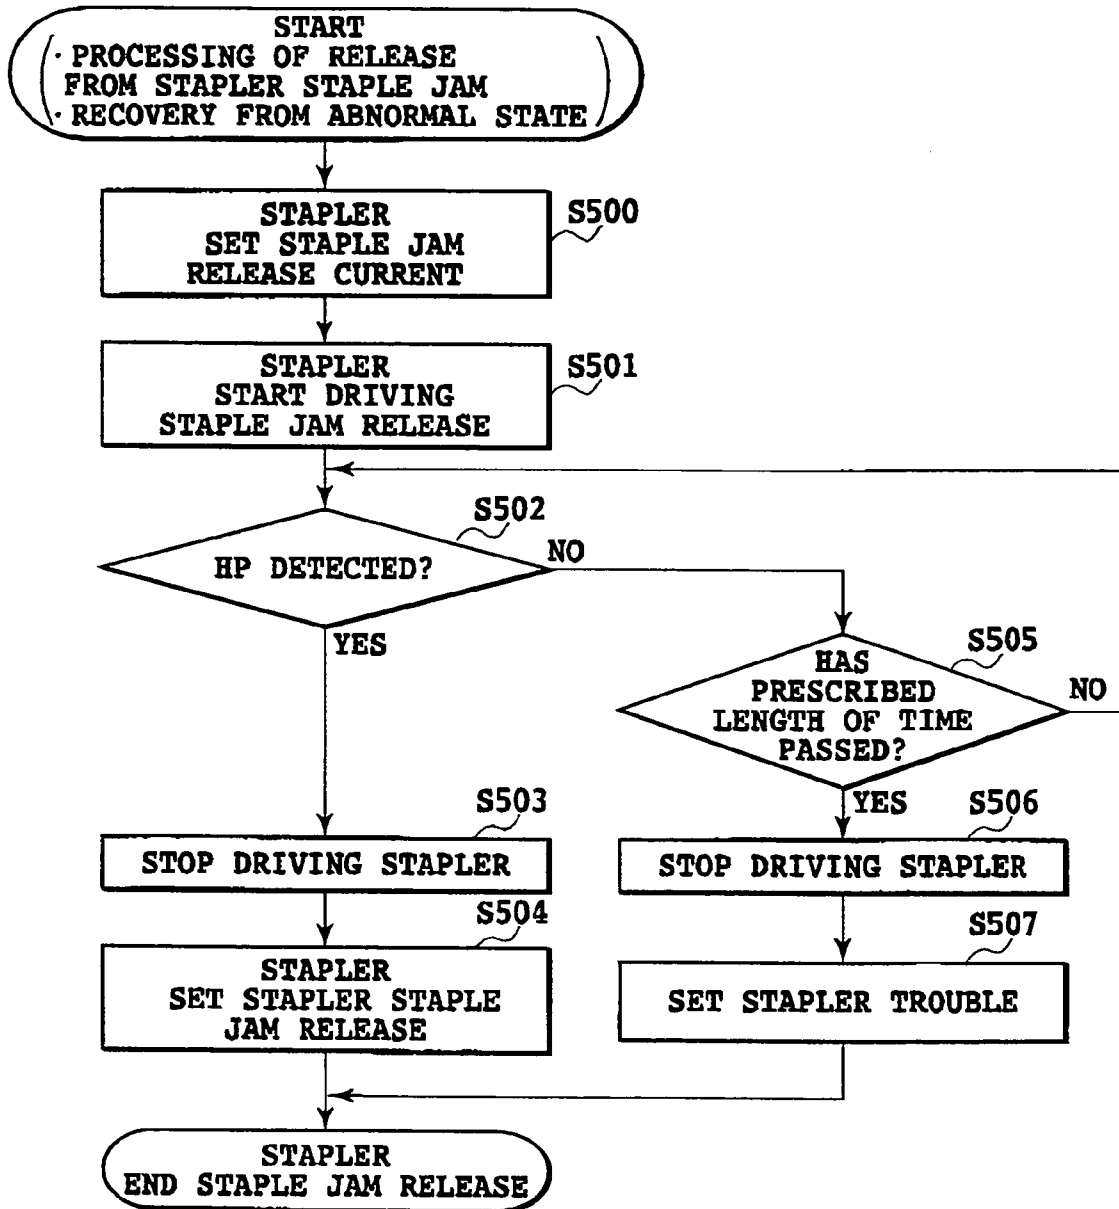 START
· PROCESSING OF RELEASE
FROM STAPLER STAPLE JAM
· RECOVERY FROM ABNORMAL STATE
STAPLER
SET STAPLE JAM
RELEASE CURRENT
S500
STAPLER
START DRIVING
STAPLE JAM RELEASE
S501
HP DETECTED?
S502
NO
YES
HAS
PRESCRIBED
LENGTH OF TIME
PASSED?
S505
NO
YES
S503
STOP DRIVING STAPLER
S506
STOP DRIVING STAPLER
S504
STAPLER
SET STAPLER STAPLE
JAM RELEASE
S507
SET STAPLER TROUBLE
STAPLER
END STAPLE JAM RELEASE